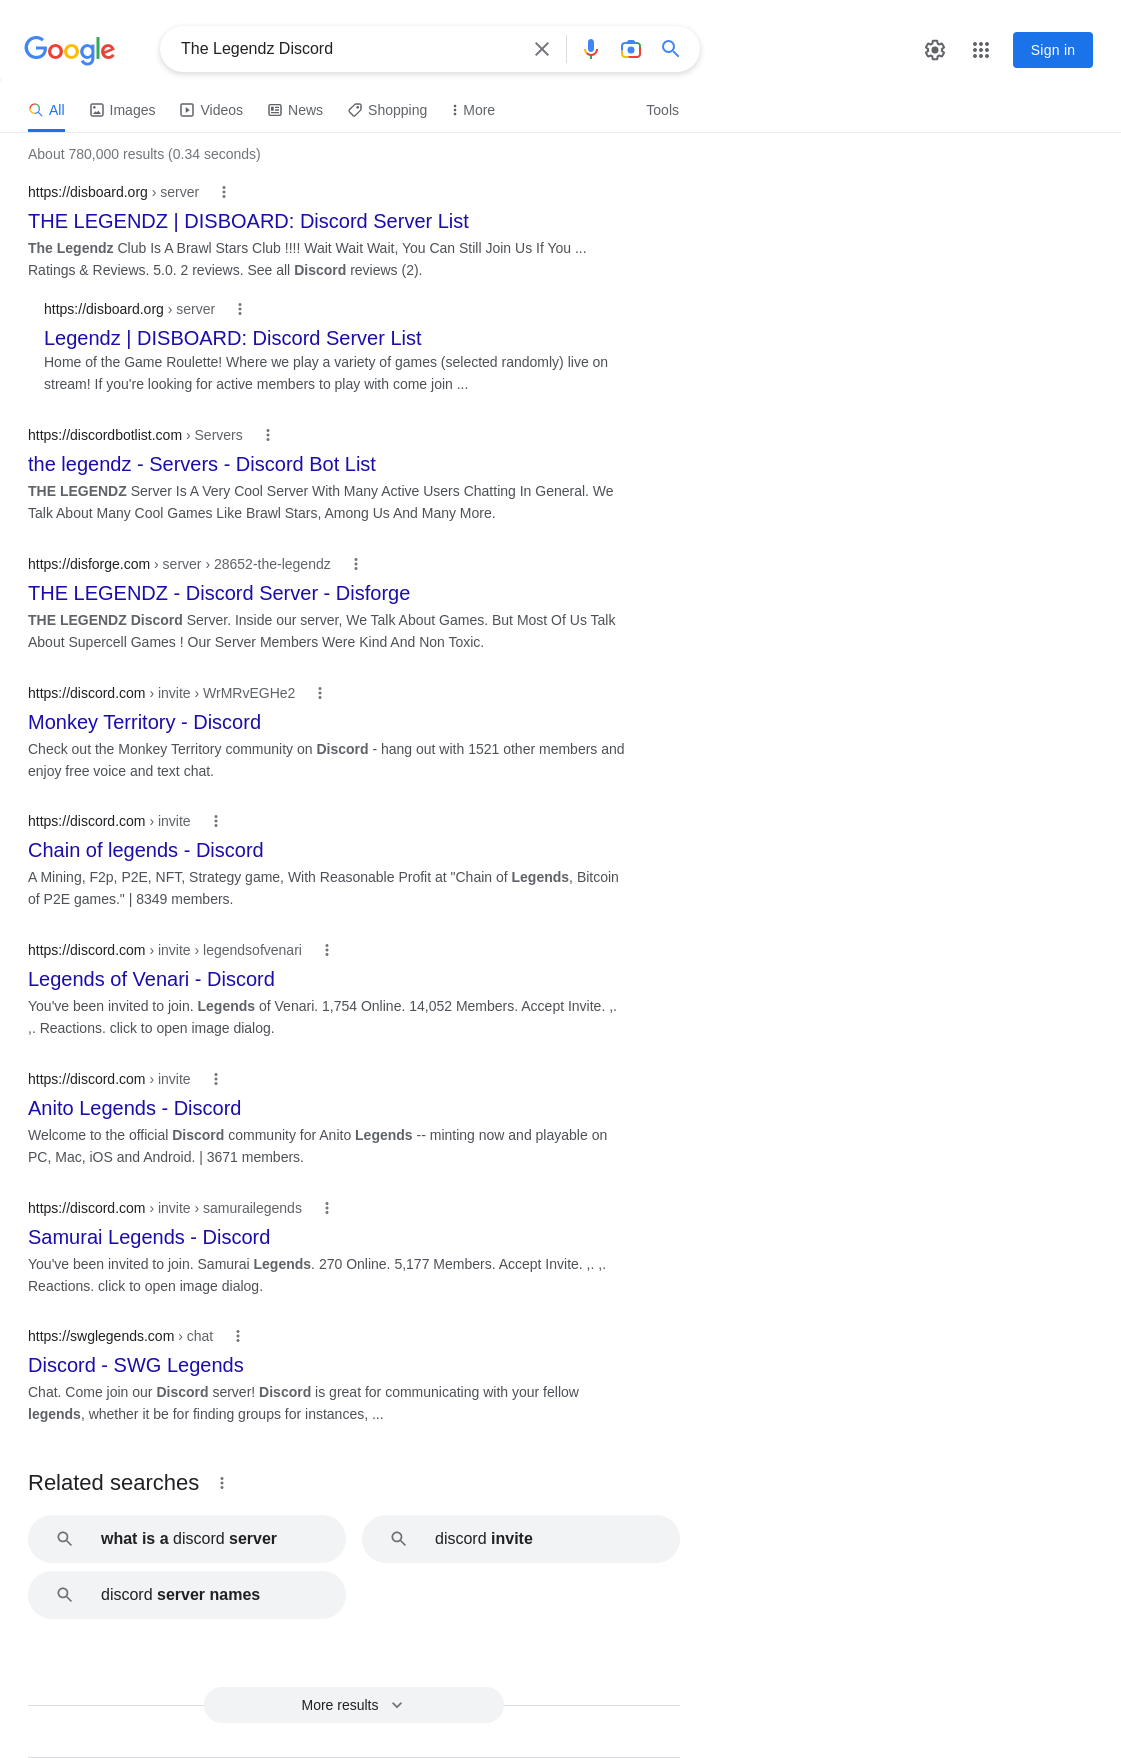 Google
The Legendz Discord
Sign in
All
Images
Videos
News
Shopping
More
Tools
About 780,000 results (0.34 seconds)
https://disboard.org › server
THE LEGENDZ | DISBOARD: Discord Server List
The Legendz Club Is A Brawl Stars Club !!!! Wait Wait Wait, You Can Still Join Us If You ...
Ratings & Reviews. 5.0. 2 reviews. See all Discord reviews (2).
https://disboard.org › server
Legendz | DISBOARD: Discord Server List
Home of the Game Roulette! Where we play a variety of games (selected randomly) live on
stream! If you're looking for active members to play with come join ...
https://discordbotlist.com › Servers
the legendz - Servers - Discord Bot List
THE LEGENDZ Server Is A Very Cool Server With Many Active Users Chatting In General. We
Talk About Many Cool Games Like Brawl Stars, Among Us And Many More.
https://disforge.com › server › 28652-the-legendz
THE LEGENDZ - Discord Server - Disforge
THE LEGENDZ Discord Server. Inside our server, We Talk About Games. But Most Of Us Talk
About Supercell Games ! Our Server Members Were Kind And Non Toxic.
https://discord.com › invite › WrMRvEGHe2
Monkey Territory - Discord
Check out the Monkey Territory community on Discord - hang out with 1521 other members and
enjoy free voice and text chat.
https://discord.com › invite
Chain of legends - Discord
A Mining, F2p, P2E, NFT, Strategy game, With Reasonable Profit at "Chain of Legends, Bitcoin
of P2E games." | 8349 members.
https://discord.com › invite › legendsofvenari
Legends of Venari - Discord
You've been invited to join. Legends of Venari. 1,754 Online. 14,052 Members. Accept Invite. ,.
,. Reactions. click to open image dialog.
https://discord.com › invite
Anito Legends - Discord
Welcome to the official Discord community for Anito Legends -- minting now and playable on
PC, Mac, iOS and Android. | 3671 members.
https://discord.com › invite › samurailegends
Samurai Legends - Discord
You've been invited to join. Samurai Legends. 270 Online. 5,177 Members. Accept Invite. ,. ,.
Reactions. click to open image dialog.
https://swglegends.com › chat
Discord - SWG Legends
Chat. Come join our Discord server! Discord is great for communicating with your fellow
legends, whether it be for finding groups for instances, ...
Related searches
what is a discord server
discord invite
discord server names
More results